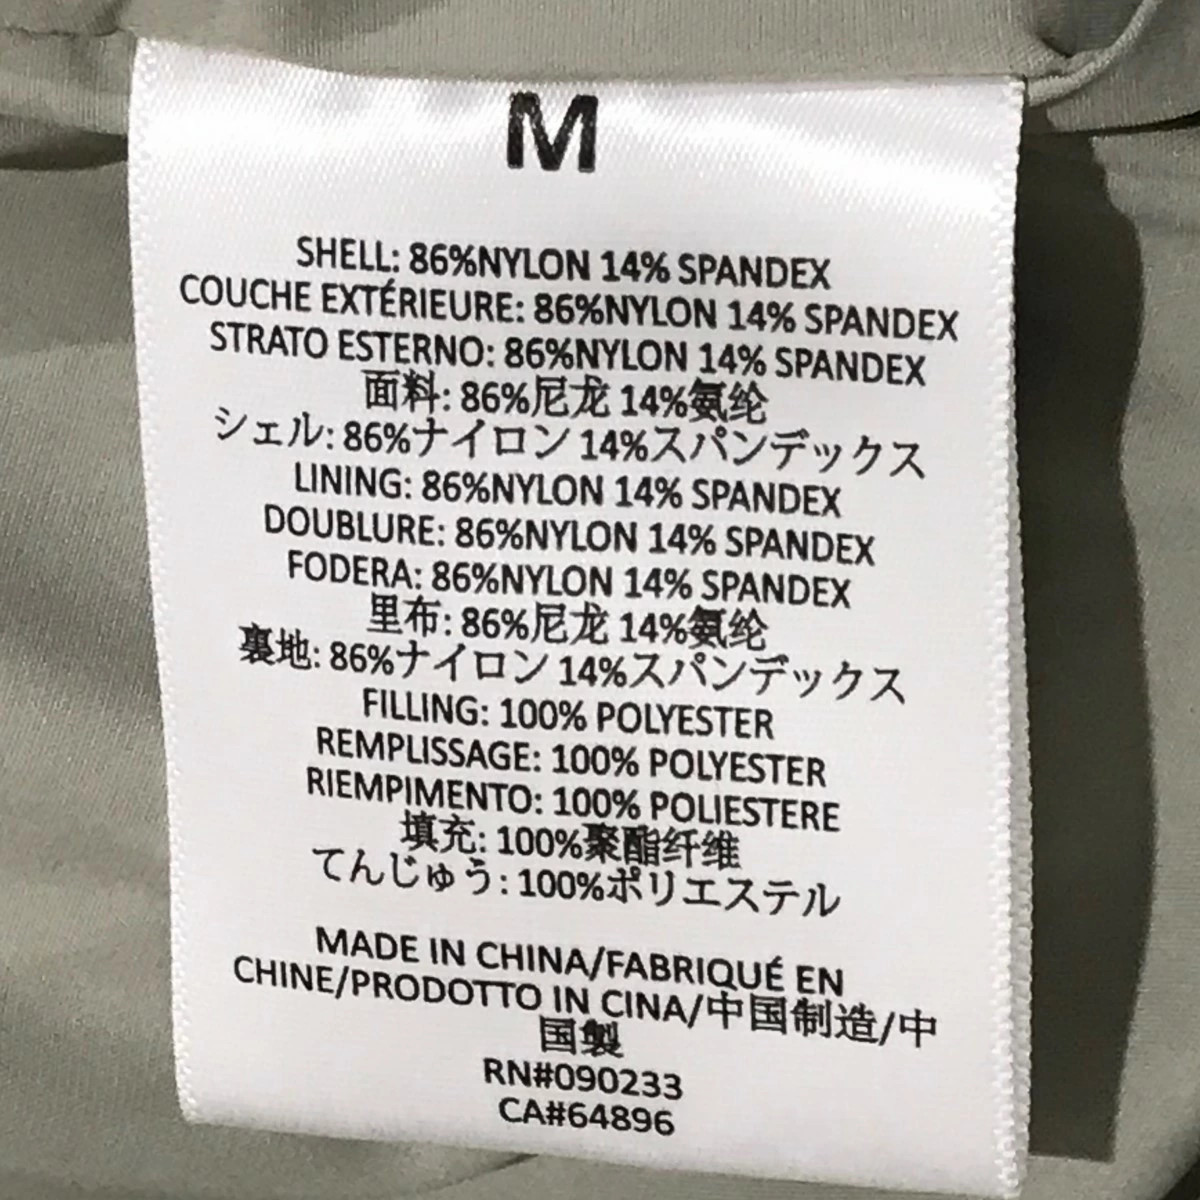 M
SHELL: 86%NYLON 14% SPANDEX
COUCHE EXTÉRIEURE: 86%NYLON 14% SPANDEX
STRATO ESTERNO: 86%NYLON 14% SPANDEX
面料: 86%尼龙 14%氨纶
シェル: 86%ナイロン 14%スパンデックス
LINING: 86%NYLON 14% SPANDEX
DOUBLURE: 86%NYLON 14% SPANDEX
FODERA: 86%NYLON 14% SPANDEX
里布: 86%尼龙 14%氨纶
裏地: 86%ナイロン 14%スパンデックス
FILLING: 100% POLYESTER
REMPLISSAGE: 100% POLYESTER
RIEMPIMENTO: 100% POLIESTERE
填充: 100%聚酯纤维
てんじゅう: 100%ポリエステル
MADE IN CHINA/FABRIQUÉ EN
CHINE/PRODOTTO IN CINA/中国制造/中
国製
RN#090233
CA#64896